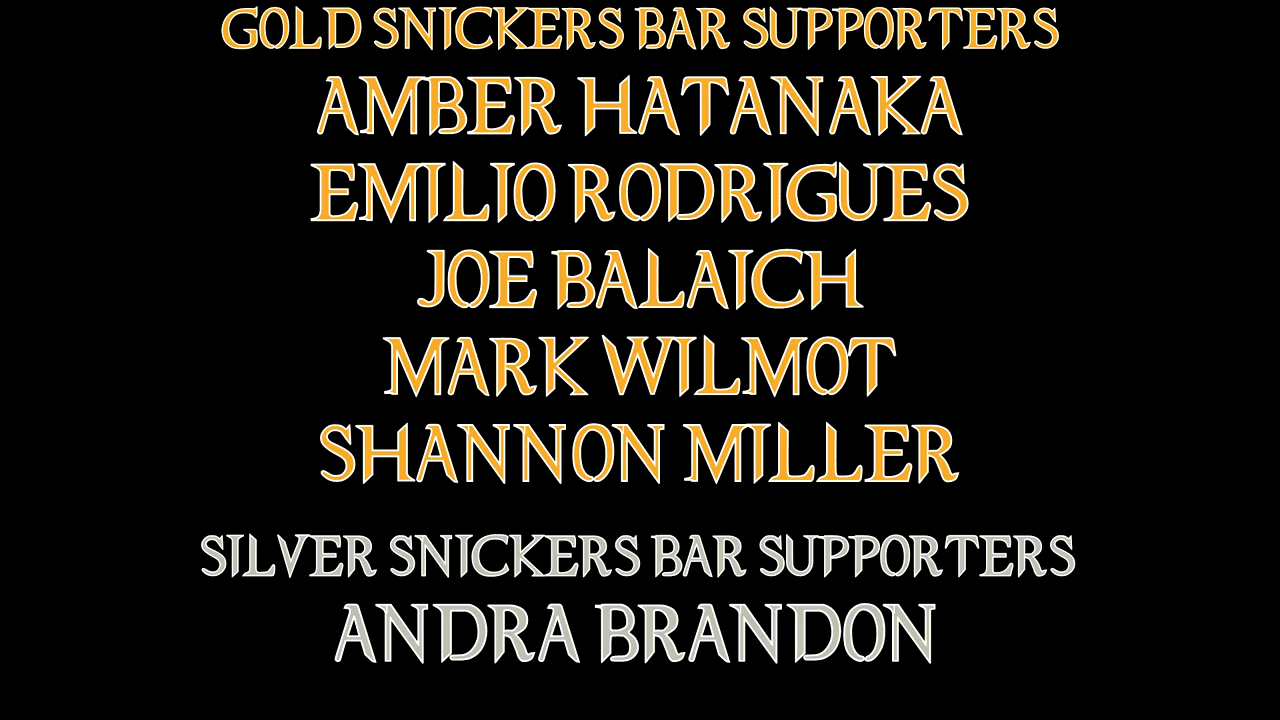 GOLD SNICKERS BAR SUPPORTERS
AMBER HATANAKA
EMILIO RODRIGUES
JOE BALAICH
MARK WILMOT
SHANNON MILLER
SILVER SNICKERS BAR SUPPORTERS
ANDRA BRANDON